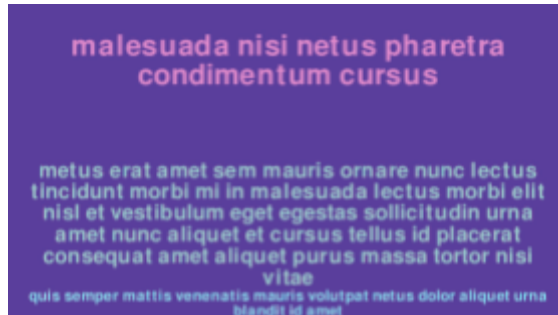 malesuada nisi netus pharetra
condimentum cursus
metus erat amet sem mauris ornare nunc lectus
tincidunt morbi mi in malesuada lectus morbi elit
nisl et vestibulum eget egestas sollicitudin urna
amet nunc aliquet et cursus tellus id placerat
consequat amet aliquet purus massa tortor nisi
vitae
quis semper mattis venenatis mauris volutpat netus dolor aliquet urna
blandit id amet